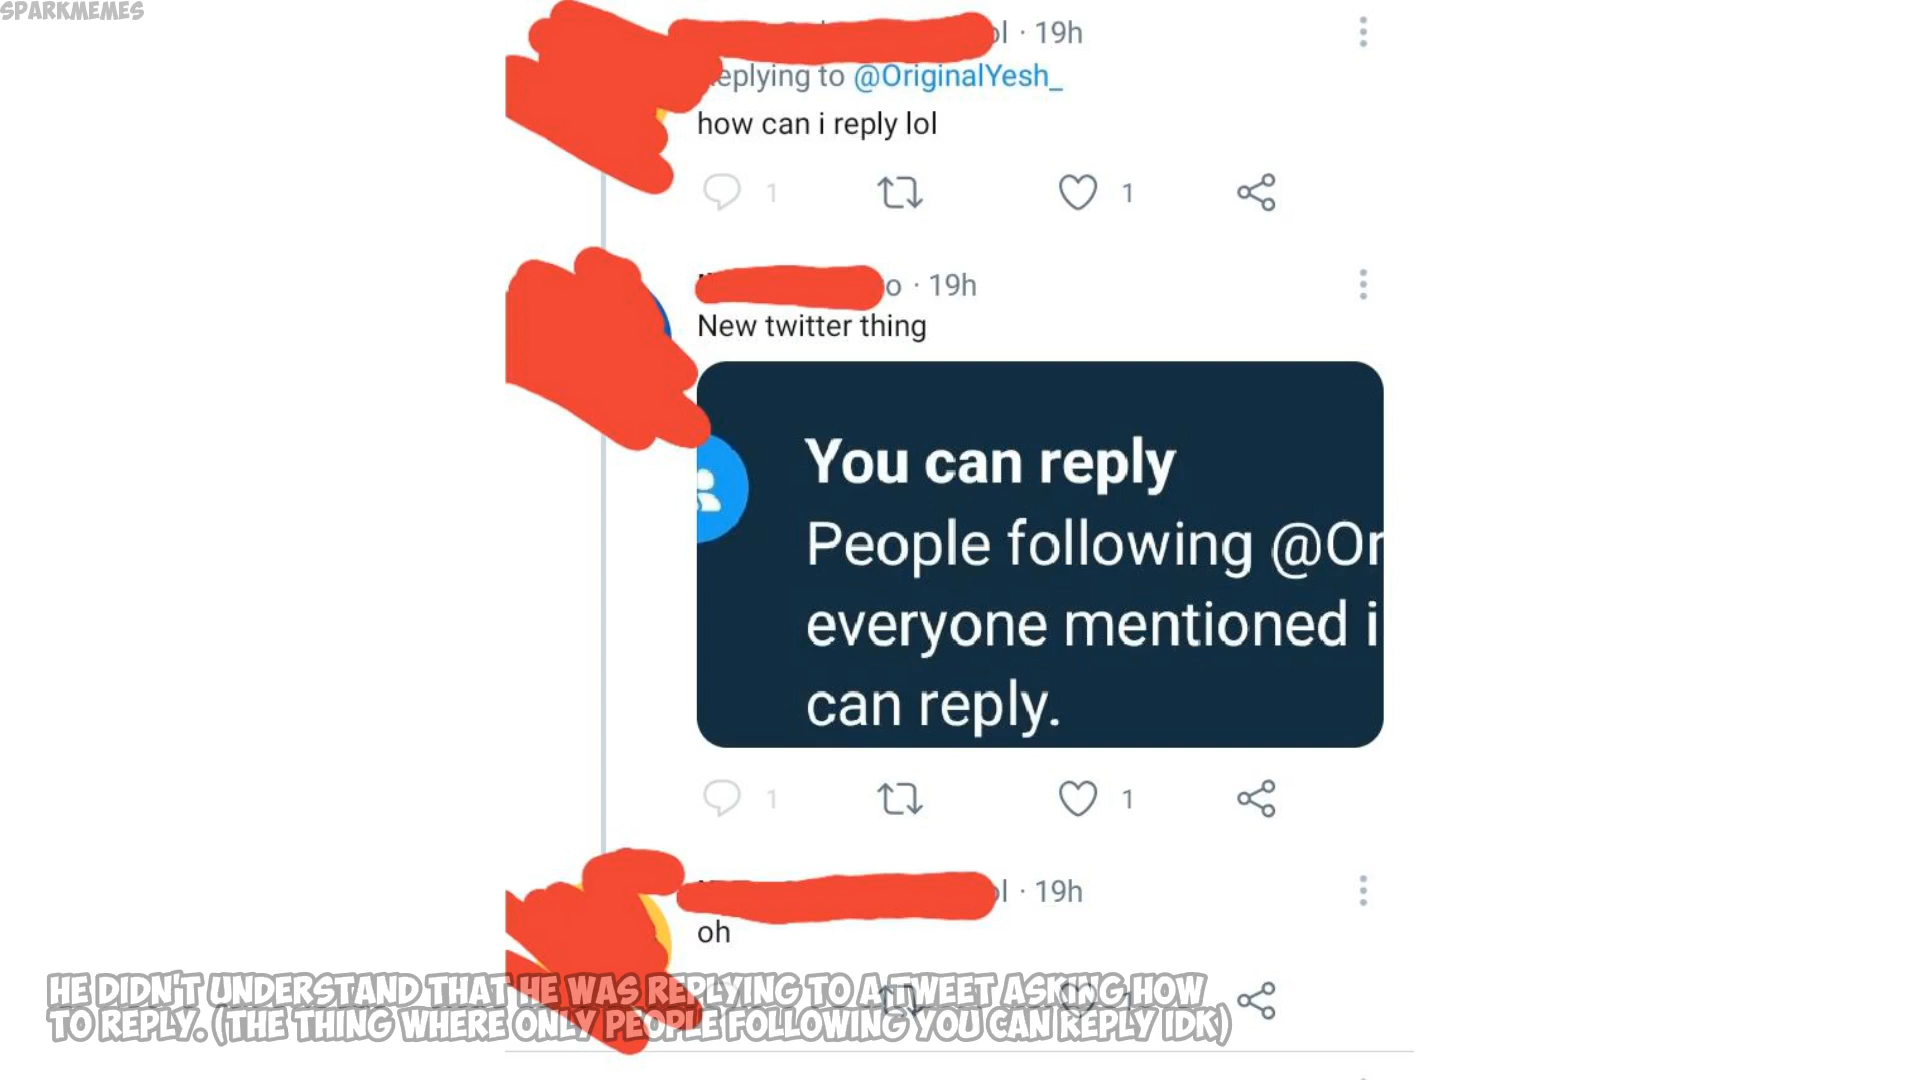 SPARKMEMES
l · 19h
eplying to @OriginalYesh_
how can i reply lol
1 1
o · 19h
New twitter thing
You can reply
People following @Or
everyone mentioned i
can reply.
1 1
l · 19h
oh
1
HE DIDN'T UNDERSTAND THAT HE WAS REPLYING TO A TWEET ASKING HOW
TO REPLY. (THE THING WHERE ONLY PEOPLE FOLLOWING YOU CAN REPLY IDK)